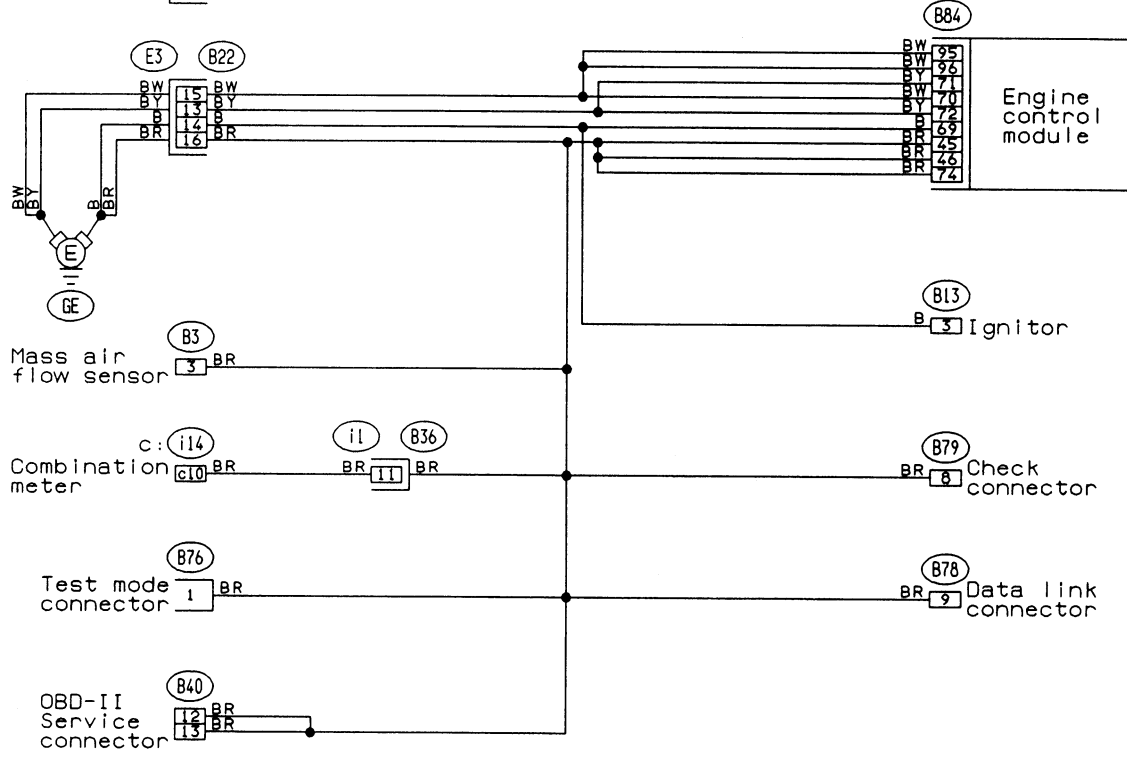 B84
E3 B22
BW 15 BW
BY 13 BY
B 14 B
BR 16 BR
BW 95
BW 96
BY 71
BW 70
BY 72
B 69
BR 45
BR 46
BR 74
Engine
control
module
BW BY B BR
E
GE
B13
B 3 Ignitor
B3
Mass air
flow sensor
3 BR
c: i14
Combination
meter
c10 BR
i1 B36
BR 11 BR
B79
BR 8 Check
connector
B76
Test mode
connector
1 BR
B78
BR 9 Data link
connector
B40
OBD-II
Service
connector
12 BR
13 BR